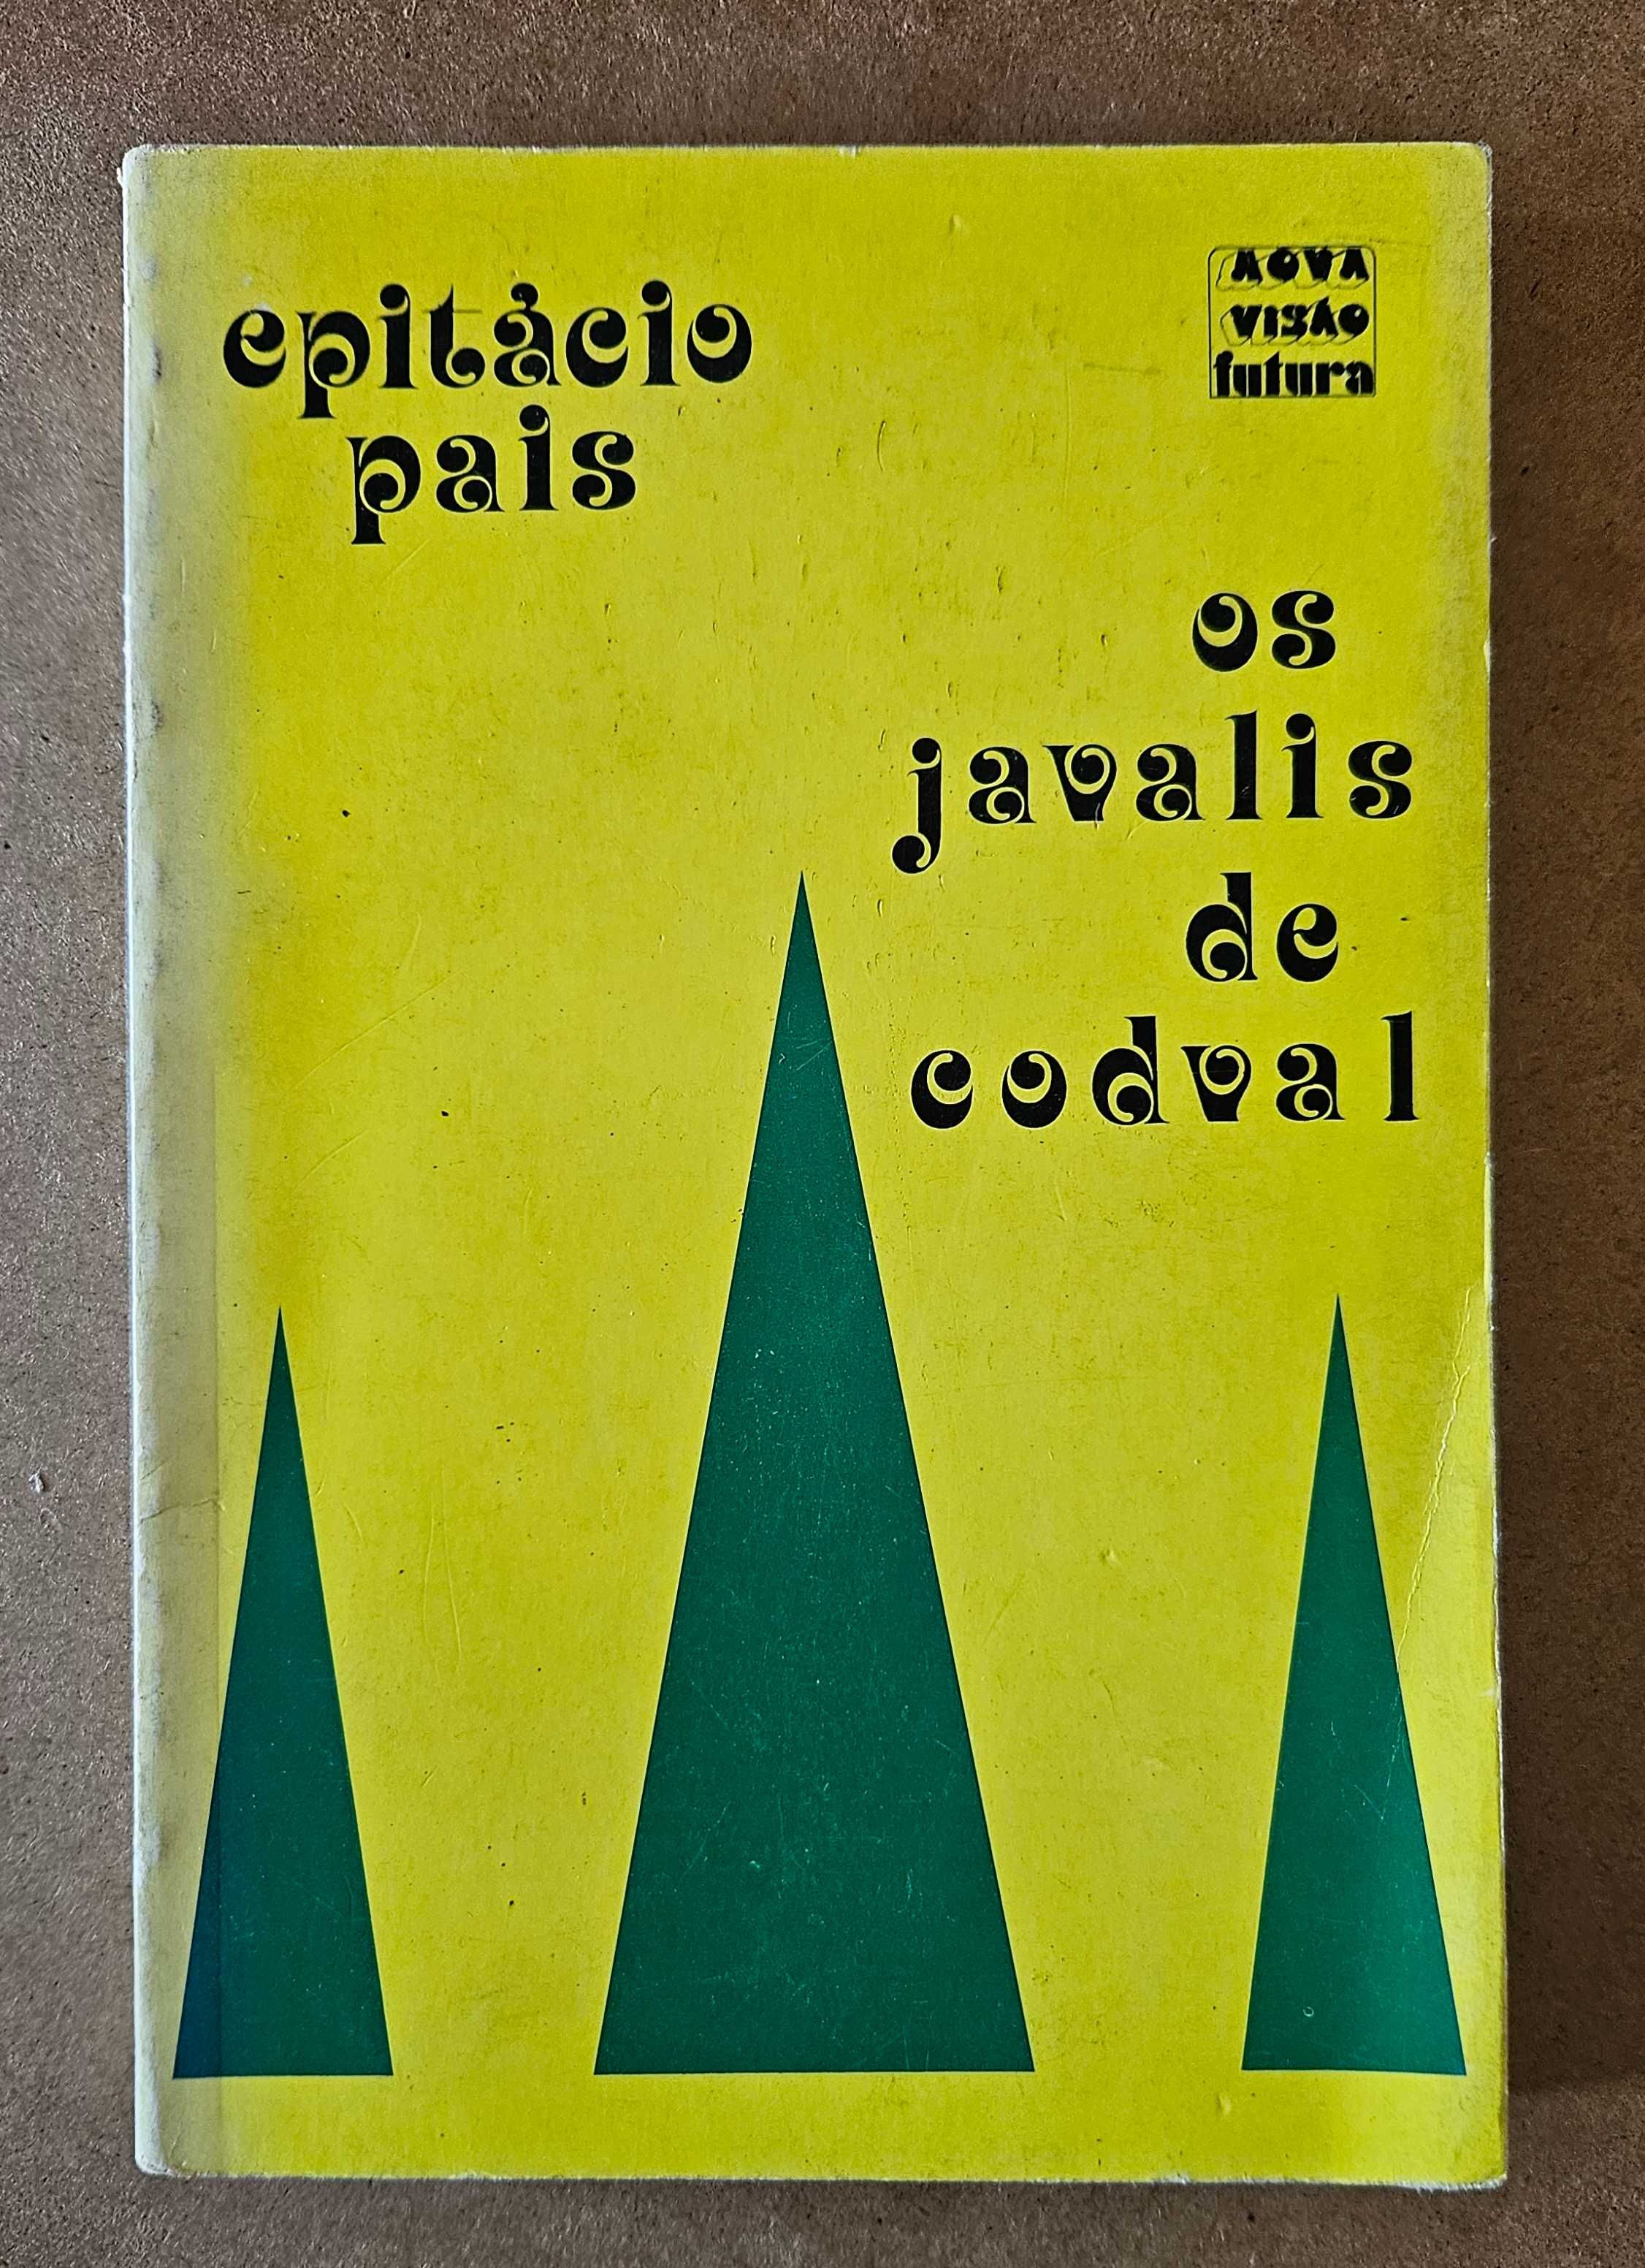 epitácio
pais
NOVA
VISÃO
futura
os
javalis
de
codval